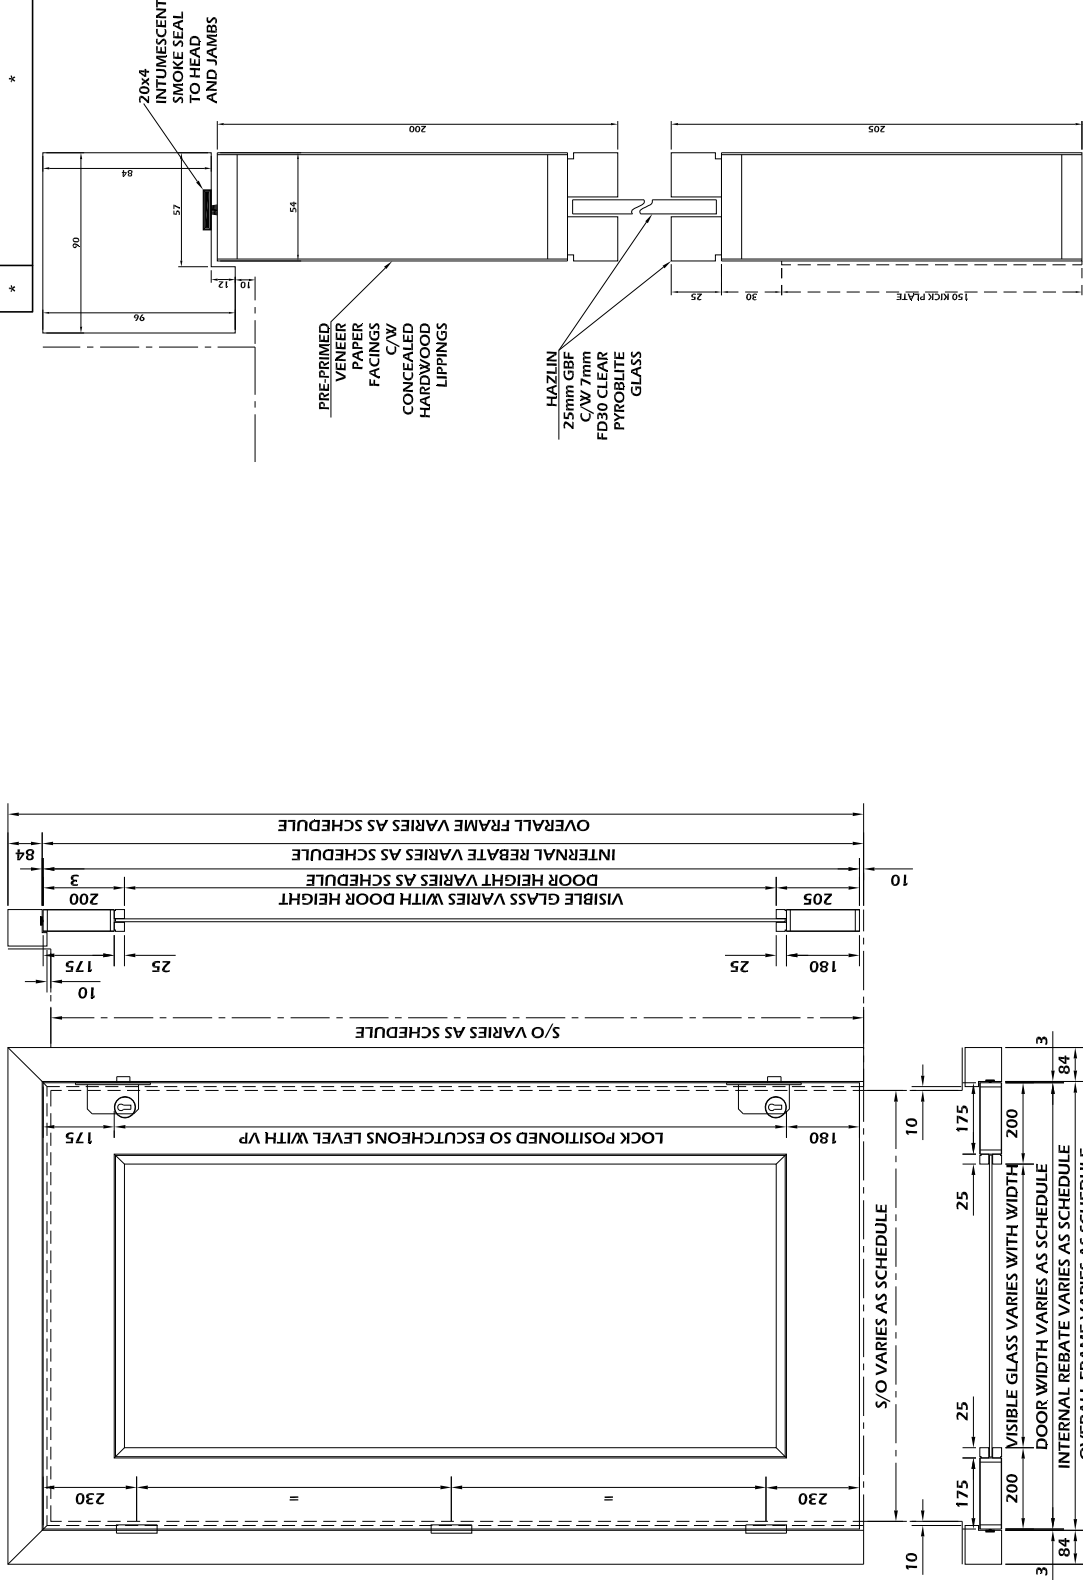 *
*
20x4
INTUMESCENT
SMOKE SEAL
TO HEAD
AND JAMBS
200
205
84
57
90
54
96
12
10
25
30
150 KICK PLATE
PRE-PRIMED
VENEER
PAPER
FACINGS
C/W
CONCEALED
HARDWOOD
LIPPINGS
HAZLIN
25mm GBF
C/W 7mm
FD30 CLEAR
PYROBLITE
GLASS
OVERALL FRAME VARIES AS SCHEDULE
84
INTERNAL REBATE VARIES AS SCHEDULE
3
DOOR HEIGHT VARIES AS SCHEDULE
10
200
VISIBLE GLASS VARIES WITH DOOR HEIGHT
205
175
25
25
180
10
S/O VARIES AS SCHEDULE
175
LOCK POSITIONED SO ESCUTCHEONS LEVEL WITH VP
180
230
=
=
230
S/O VARIES AS SCHEDULE
10
10
175
25
25
175
200
VISIBLE GLASS VARIES WITH WIDTH
200
3
DOOR WIDTH VARIES AS SCHEDULE
3
84
INTERNAL REBATE VARIES AS SCHEDULE
84
OVERALL FRAME VARIES AS SCHEDULE